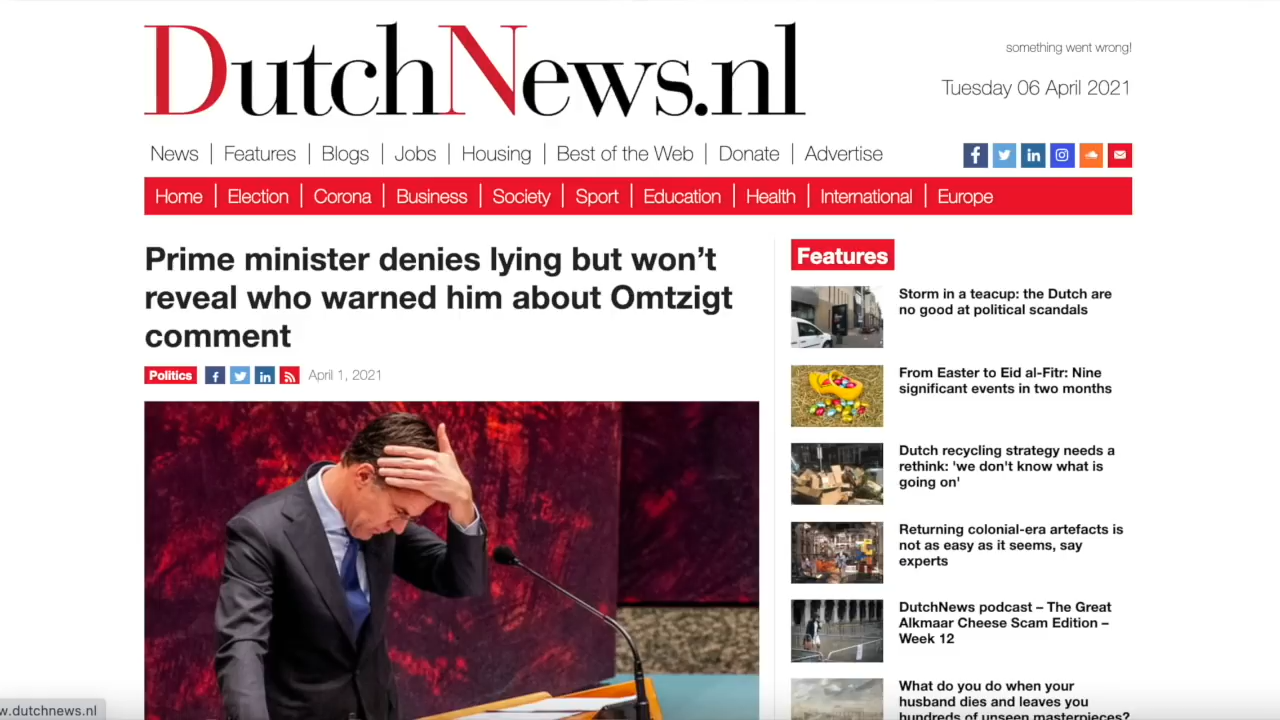 DutchNews.nl
something went wrong!
Tuesday 06 April 2021
News | Features | Blogs | Jobs | Housing | Best of the Web | Donate | Advertise
Home | Election | Corona | Business | Society | Sport | Education | Health | International | Europe
Prime minister denies lying but won't
reveal who warned him about Omtzigt
comment
Politics
April 1, 2021
Features
Storm in a teacup: the Dutch are
no good at political scandals
From Easter to Eid al-Fitr: Nine
significant events in two months
Dutch recycling strategy needs a
rethink: 'we don't know what is
going on'
Returning colonial-era artefacts is
not as easy as it seems, say
experts
DutchNews podcast – The Great
Alkmaar Cheese Scam Edition –
Week 12
What do you do when your
husband dies and leaves you
hundreds of unseen masterpieces?
w.dutchnews.nl